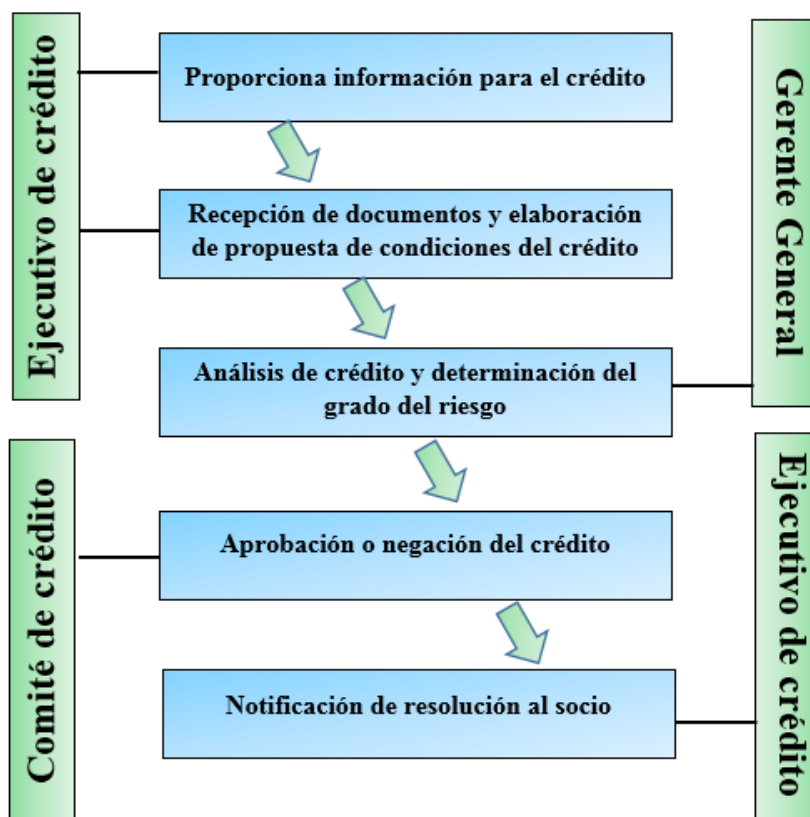 Ejecutivo de crédito
Proporciona información para el crédito
Recepción de documentos y elaboración
de propuesta de condiciones del crédito
Gerente General
Análisis de crédito y determinación del
grado del riesgo
Comité de crédito
Aprobación o negación del crédito
Notificación de resolución al socio
Ejecutivo de crédito